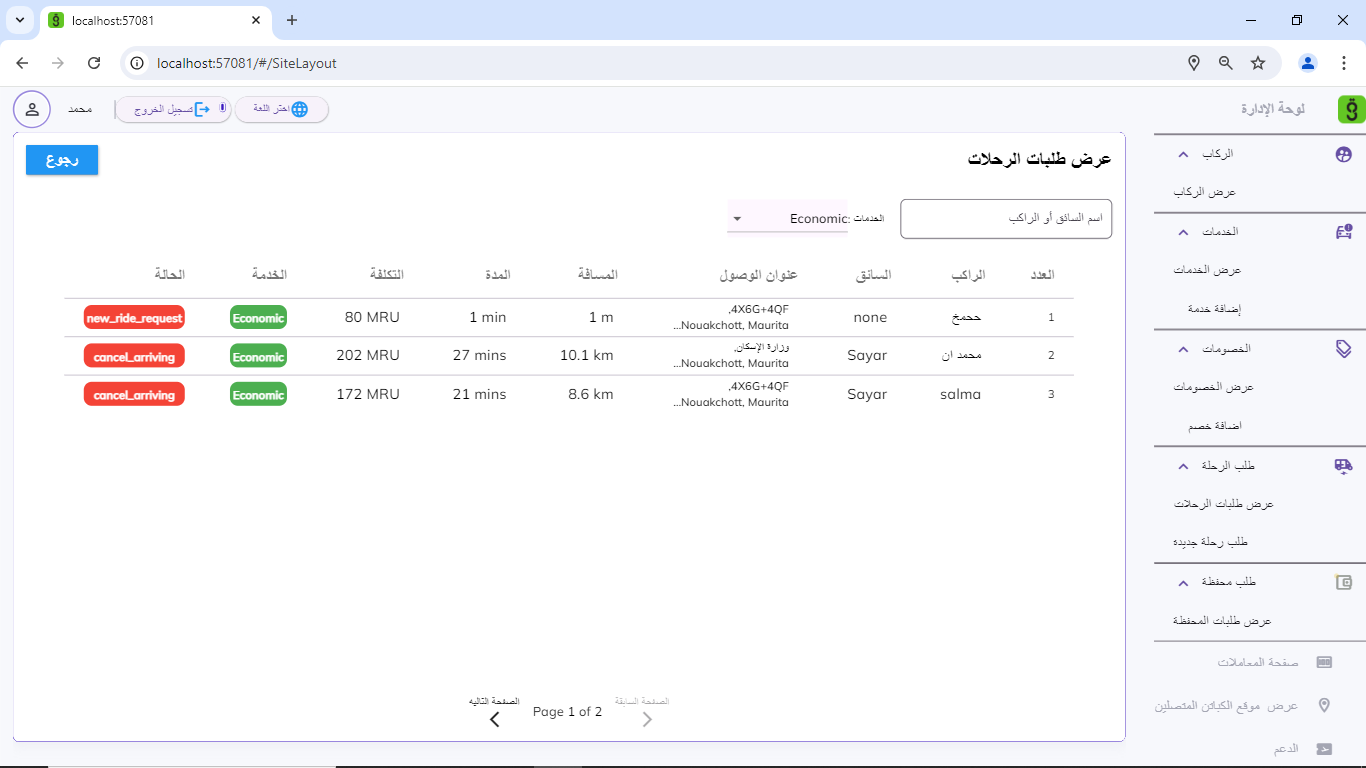 localhost:57081
localhost:57081/#/SiteLayout
لوحة الإدارة
اختر اللغة
تسجيل الخروج
محمد
الركاب
عرض الركاب
الخدمات
عرض الخدمات
إضافة خدمة
الخصومات
عرض الخصومات
اضافة خصم
طلب الرحلة
عرض طلبات الرحلات
طلب رحلة جديدة
طلب محفظة
عرض طلبات المحفظة
صفحة المعاملات
عرض موقع الكباتن المتصلين
الدعم
عرض طلبات الرحلات
رجوع
اسم السائق أو الراكب
الخدمات: Economic
العدد الراكب السائق عنوان الوصول المسافة المدة التكلفة الخدمة الحالة
1 ححمخ none 4X6G+4QF, Nouakchott, Maurita... 1 m 1 min 80 MRU Economic new_ride_request
2 محمد ان Sayar وزارة الإسكان, Nouakchott, Maurita... 10.1 km 27 mins 202 MRU Economic cancel_arriving
3 salma Sayar 4X6G+4QF, Nouakchott, Maurita... 8.6 km 21 mins 172 MRU Economic cancel_arriving
الصفحة السابقة
Page 1 of 2
الصفحة التاليه